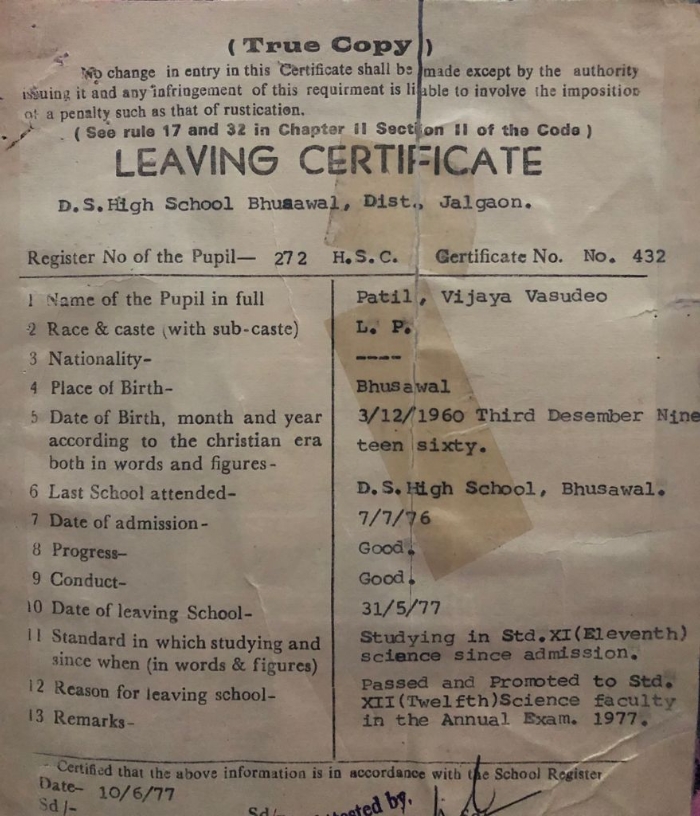 ( True Copy )
No change in entry in this Certificate shall be made except by the authority
issuing it and any infringement of this requirment is liable to involve the imposition
of a penalty such as that of rustication.
( See rule 17 and 32 in Chapter II Section II of the Code )
LEAVING CERTIFICATE
D.S.High School Bhusawal, Dist., Jalgaon.
Register No of the Pupil— 272 H.S.C. Certificate No. No. 432
1 Name of the Pupil in full Patil, Vijaya Vasudeo
2 Race & caste (with sub-caste) L. P.
3 Nationality- ----
4 Place of Birth- Bhusawal
5 Date of Birth, month and year 3/12/1960 Third Desember Nine
according to the christian era teen sixty.
both in words and figures-
6 Last School attended- D.S.High School, Bhusawal.
7 Date of admission- 7/7/76
8 Progress- Good.
9 Conduct- Good.
10 Date of leaving School- 31/5/77
11 Standard in which studying and Studying in Std.XI(Eleventh)
since when (in words & figures) science since admission.
12 Reason for leaving school- Passed and Promoted to Std.
XII(Twelfth)Science faculty
13 Remarks- in the Annual Exam. 1977.
Certified that the above information is in accordance with the School Register
Date- 10/6/77
Sd/- Sd/- Attested by.